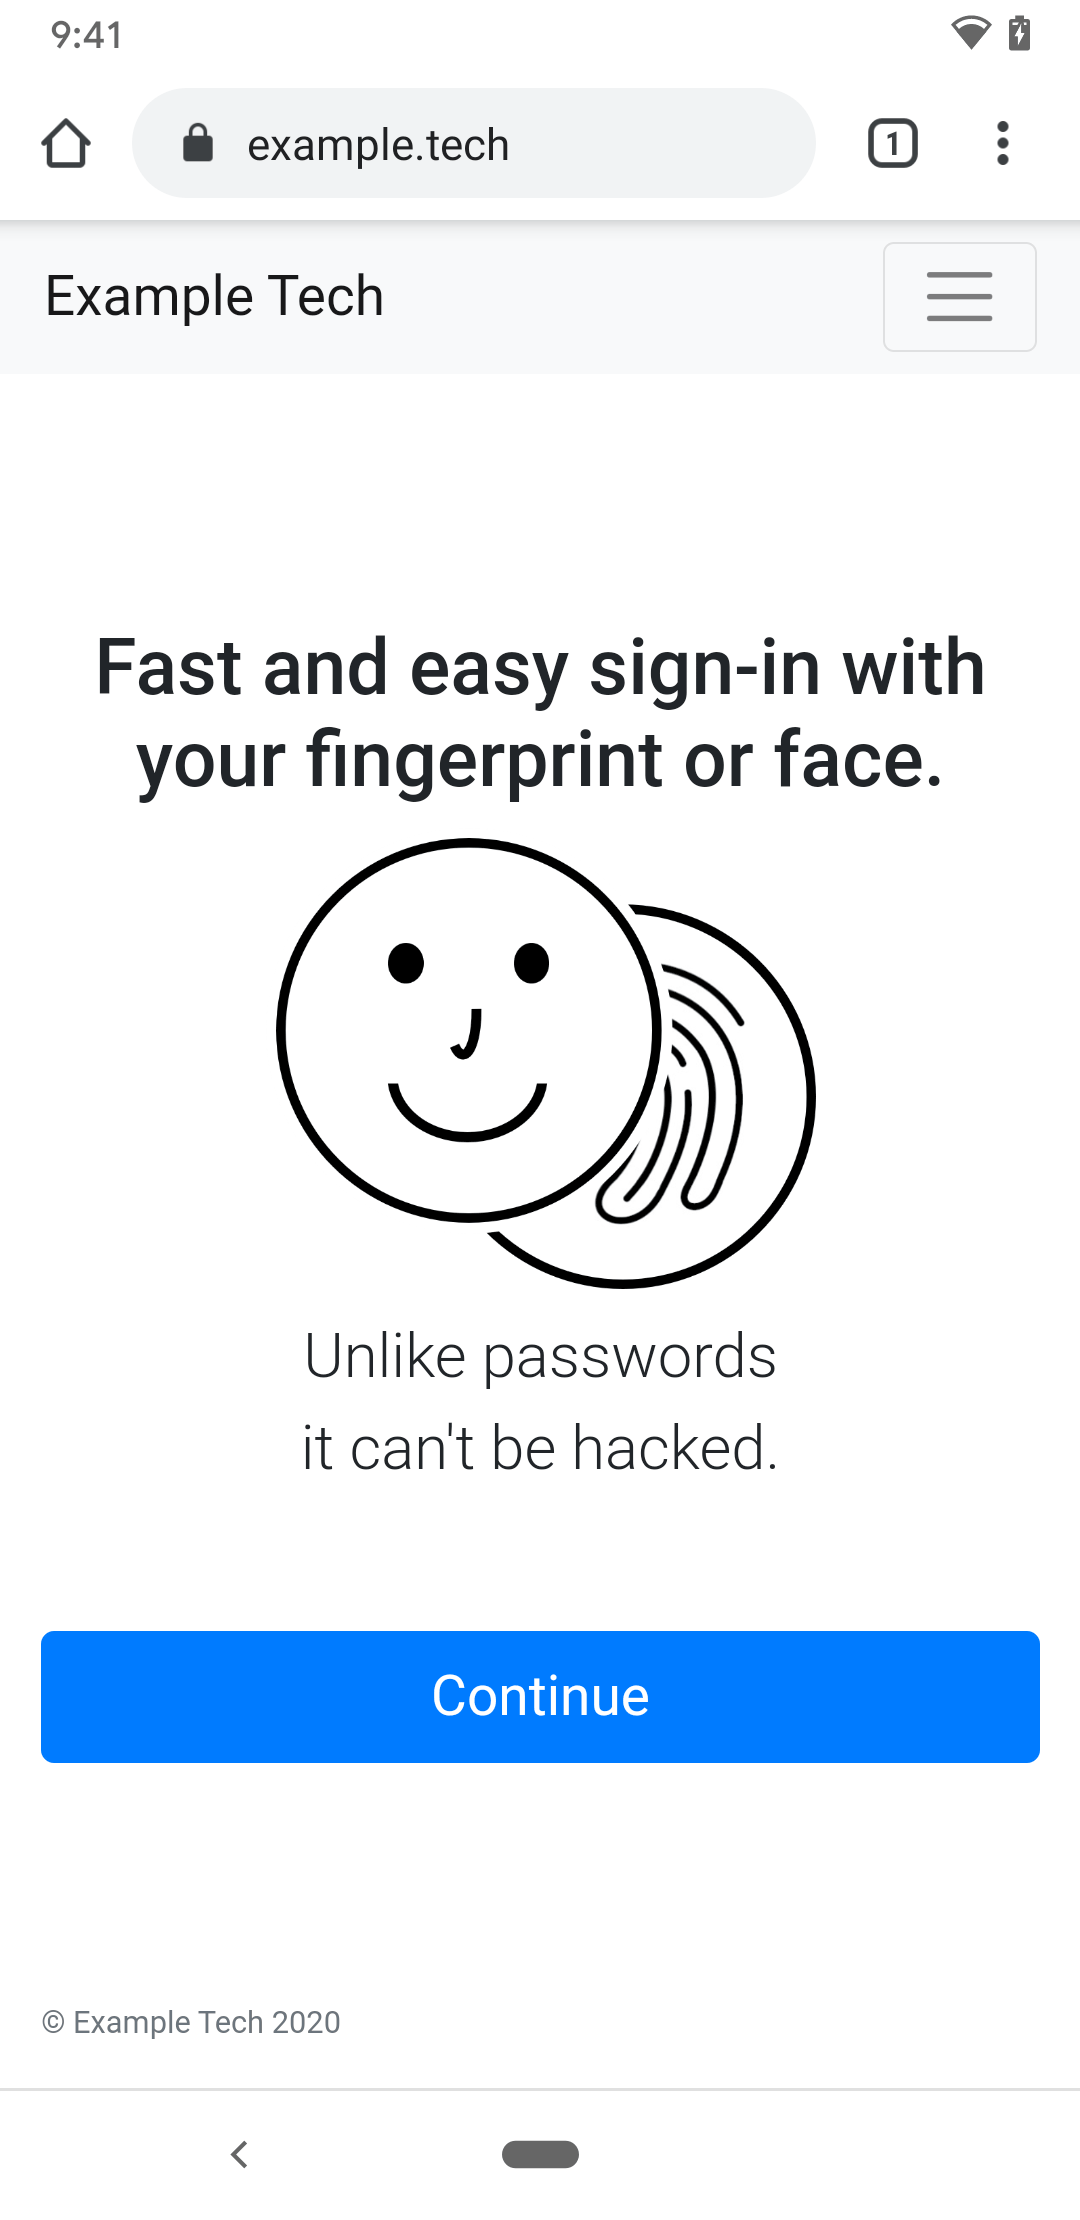 9:41
example.tech
1
Example Tech
Fast and easy sign-in with
your fingerprint or face.
Unlike passwords
it can't be hacked.
Continue
© Example Tech 2020